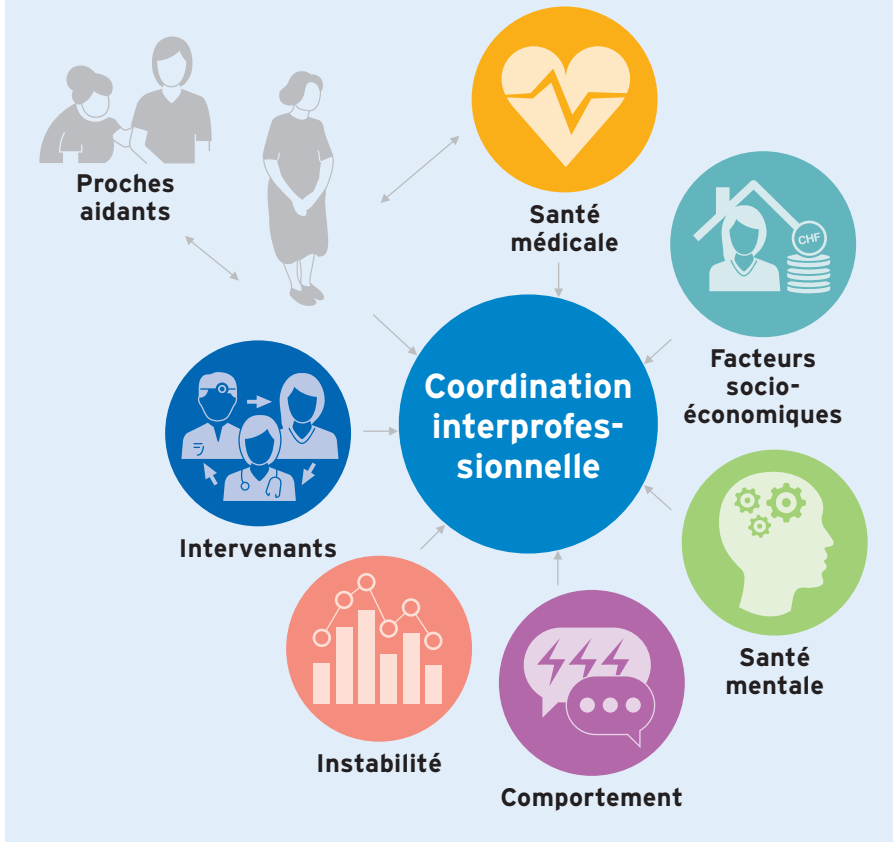 Proches
aidants
Santé
médicale
CHF
Facteurs
socio-
économiques
Coordination
interprofes-
sionnelle
Intervenants
Santé
mentale
Instabilité
Comportement